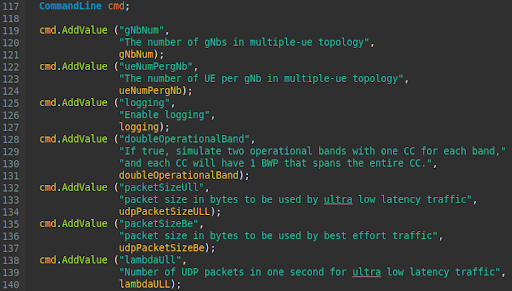 117 CommandLine cmd;
118
119 cmd.AddValue ("gNbNum",
120 "The number of gNbs in multiple-ue topology",
121 gNbNum);
122 cmd.AddValue ("ueNumPergNb",
123 "The number of UE per gNb in multiple-ue topology",
124 ueNumPergNb);
125 cmd.AddValue ("logging",
126 "Enable logging",
127 logging);
128 cmd.AddValue ("doubleOperationalBand",
129 "If true, simulate two operational bands with one CC for each band,"
130 "and each CC will have 1 BWP that spans the entire CC.",
131 doubleOperationalBand);
132 cmd.AddValue ("packetSizeUll",
133 "packet size in bytes to be used by ultra low latency traffic",
134 udpPacketSizeULL);
135 cmd.AddValue ("packetSizeBe",
136 "packet size in bytes to be used by best effort traffic",
137 udpPacketSizeBe);
138 cmd.AddValue ("lambdaUll",
139 "Number of UDP packets in one second for ultra low latency traffic",
140 lambdaULL);